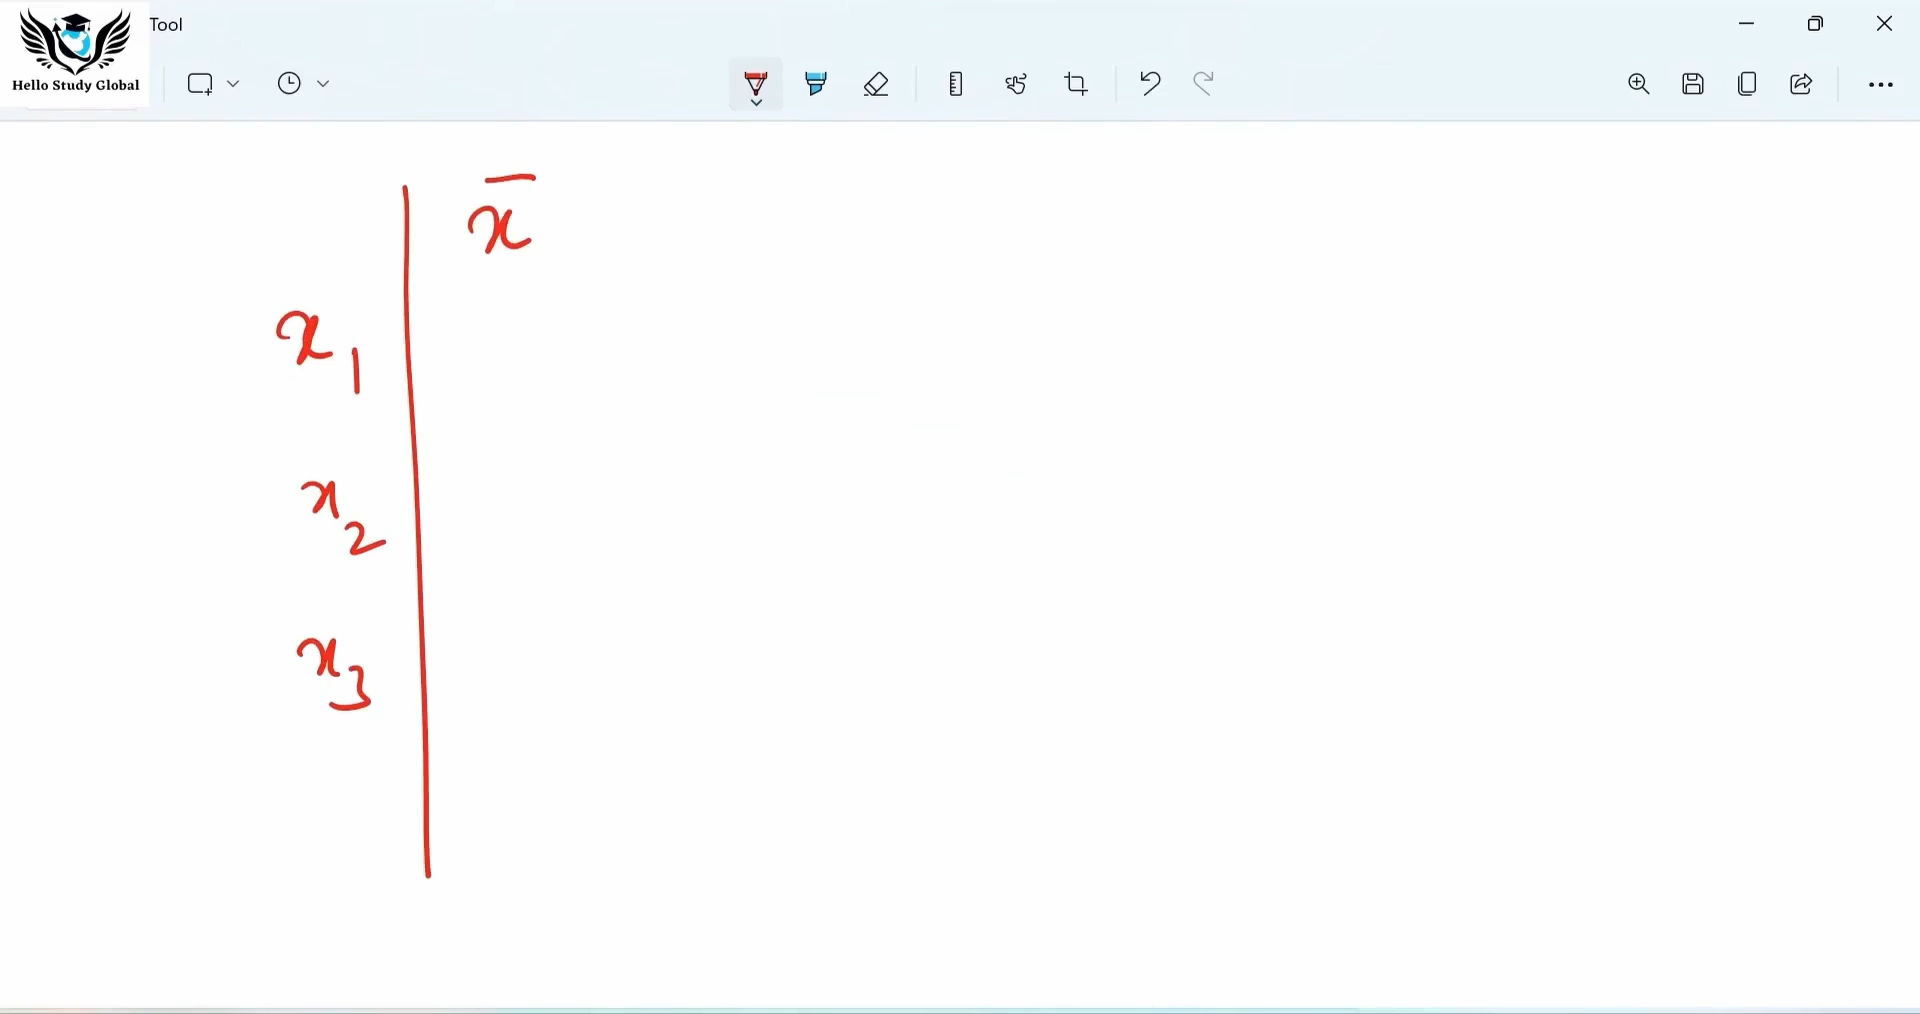 Tool
Hello Study Global
x̄
x₁
x₂
x₃